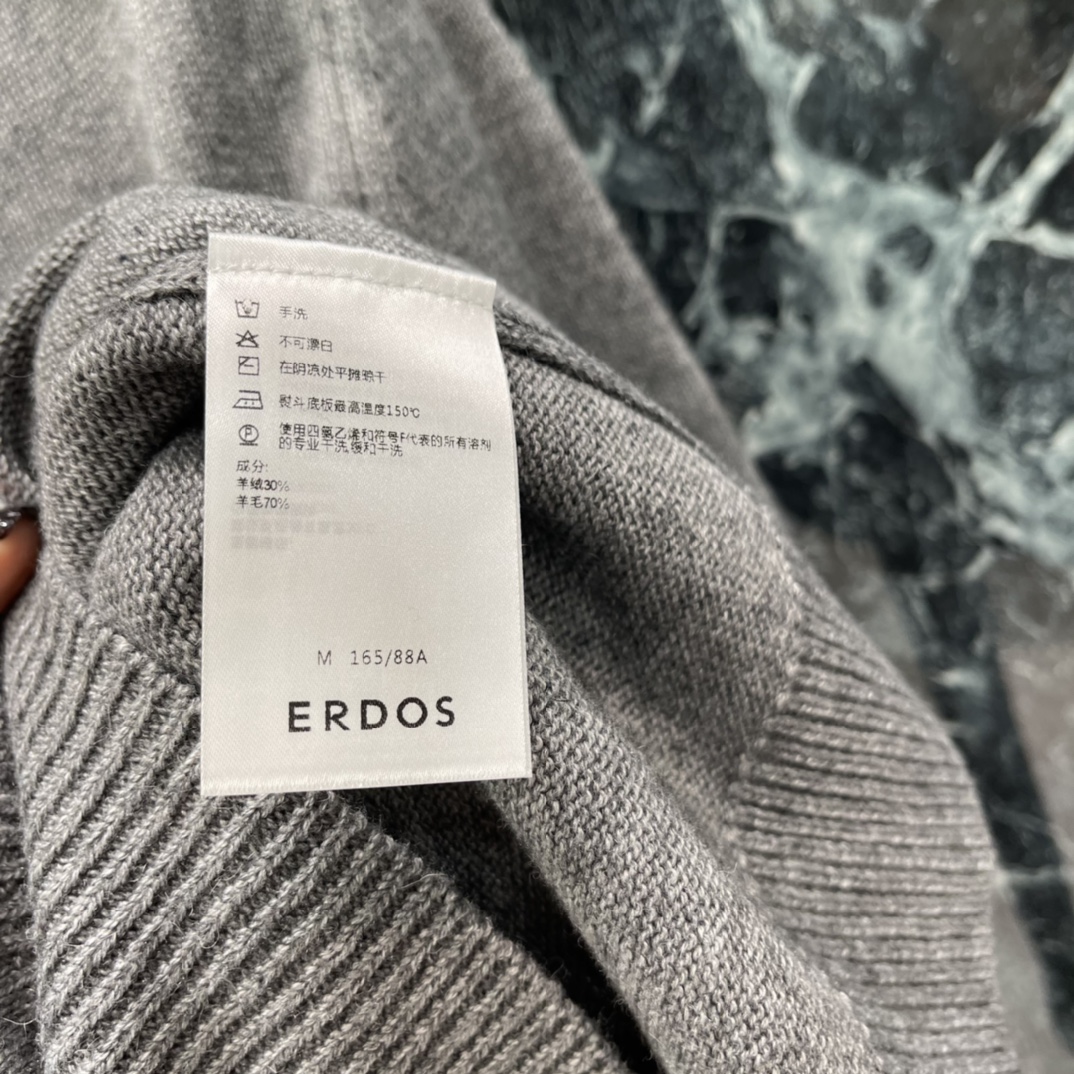 手洗
不可漂白
在阴凉处平摊晾干
熨斗底板最高温度150℃
使用四氯乙烯和符号F代表的所有溶剂
的专业干洗缓和干洗
成分:
羊绒30%
羊毛70%
M 165/88A
ERDOS